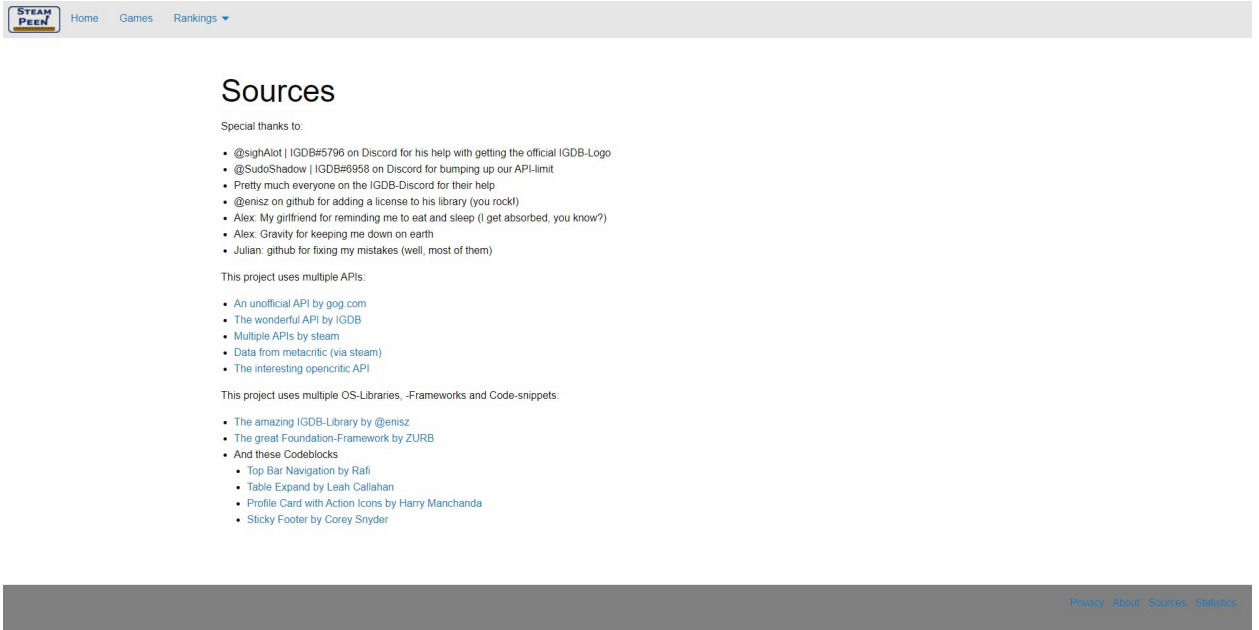 STEAM
PEEN
Home Games Rankings
Sources
Special thanks to:
@sighAlot | IGDB#5796 on Discord for his help with getting the official IGDB-Logo
@SudoShadow | IGDB#6958 on Discord for bumping up our API-limit
Pretty much everyone on the IGDB-Discord for their help
@enisz on github for adding a license to his library (you rock!)
Alex: My girlfriend for reminding me to eat and sleep (I get absorbed, you know?)
Alex: Gravity for keeping me down on earth
Julian: github for fixing my mistakes (well, most of them)
This project uses multiple APIs:
An unofficial API by gog.com
The wonderful API by IGDB
Multiple APIs by steam
Data from metacritic (via steam)
The interesting opencritic API
This project uses multiple OS-Libraries, -Frameworks and Code-snippets:
The amazing IGDB-Library by @enisz
The great Foundation-Framework by ZURB
And these Codeblocks
Top Bar Navigation by Rafi
Table Expand by Leah Callahan
Profile Card with Action Icons by Harry Manchanda
Sticky Footer by Corey Snyder
Privacy About Sources Statistics